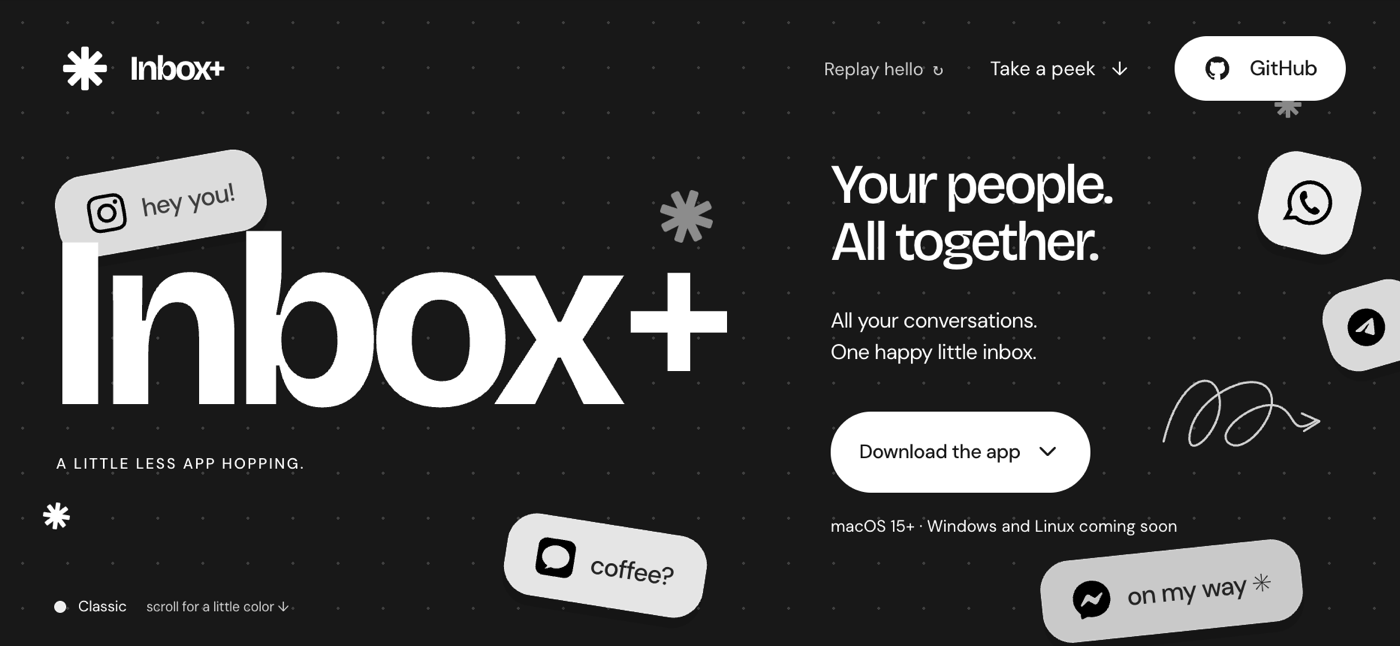 Inbox+
Replay hello ↻
Take a peek ↓
GitHub
hey you!
Inbox+
A LITTLE LESS APP HOPPING.
Your people.
All together.
All your conversations.
One happy little inbox.
Download the app
macOS 15+ · Windows and Linux coming soon
coffee?
on my way ✳
Classic
scroll for a little color ↓